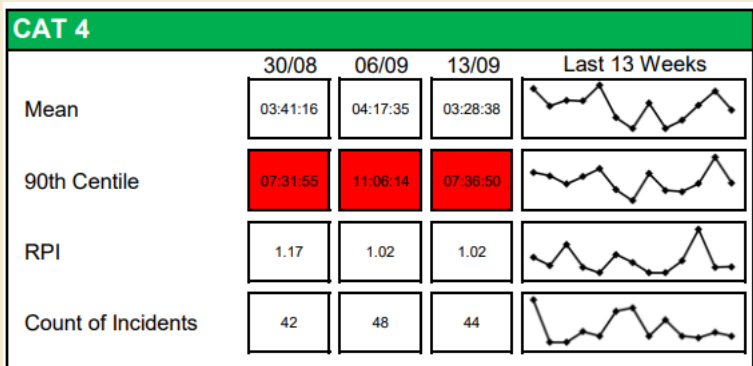 CAT 4
30/08 06/09 13/09 Last 13 Weeks
Mean 03:41:16 04:17:35 03:28:38
90th Centile 07:31:55 11:06:14 07:36:50
RPI 1.17 1.02 1.02
Count of Incidents 42 48 44